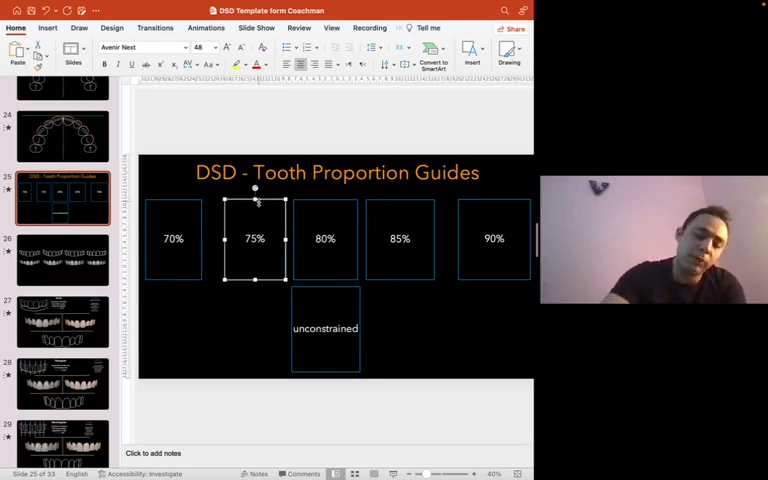 DSD Template form Coachman
Home Insert Draw Design Transitions Animations Slide Show Review View Recording Tell me Share
Avenir Next 48
Paste Slides Convert to SmartArt Insert Drawing
24
25
26
27
28
29
DSD - Tooth Proportion Guides
70% 75% 80% 85% 90%
unconstrained
Click to add notes
Slide 25 of 33 English Accessibility: Investigate Notes Comments 40%